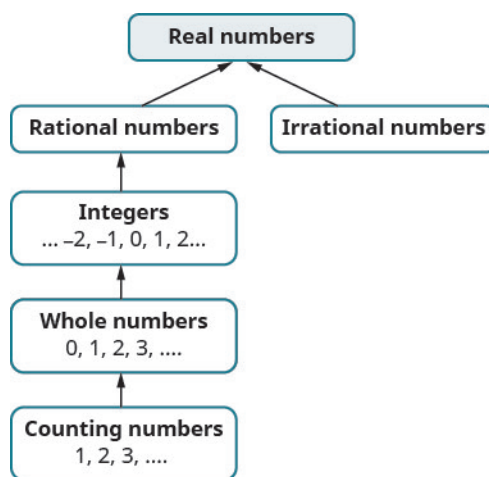 Real numbers
Rational numbers
Irrational numbers
Integers
... –2, –1, 0, 1, 2...
Whole numbers
0, 1, 2, 3, ....
Counting numbers
1, 2, 3, ....